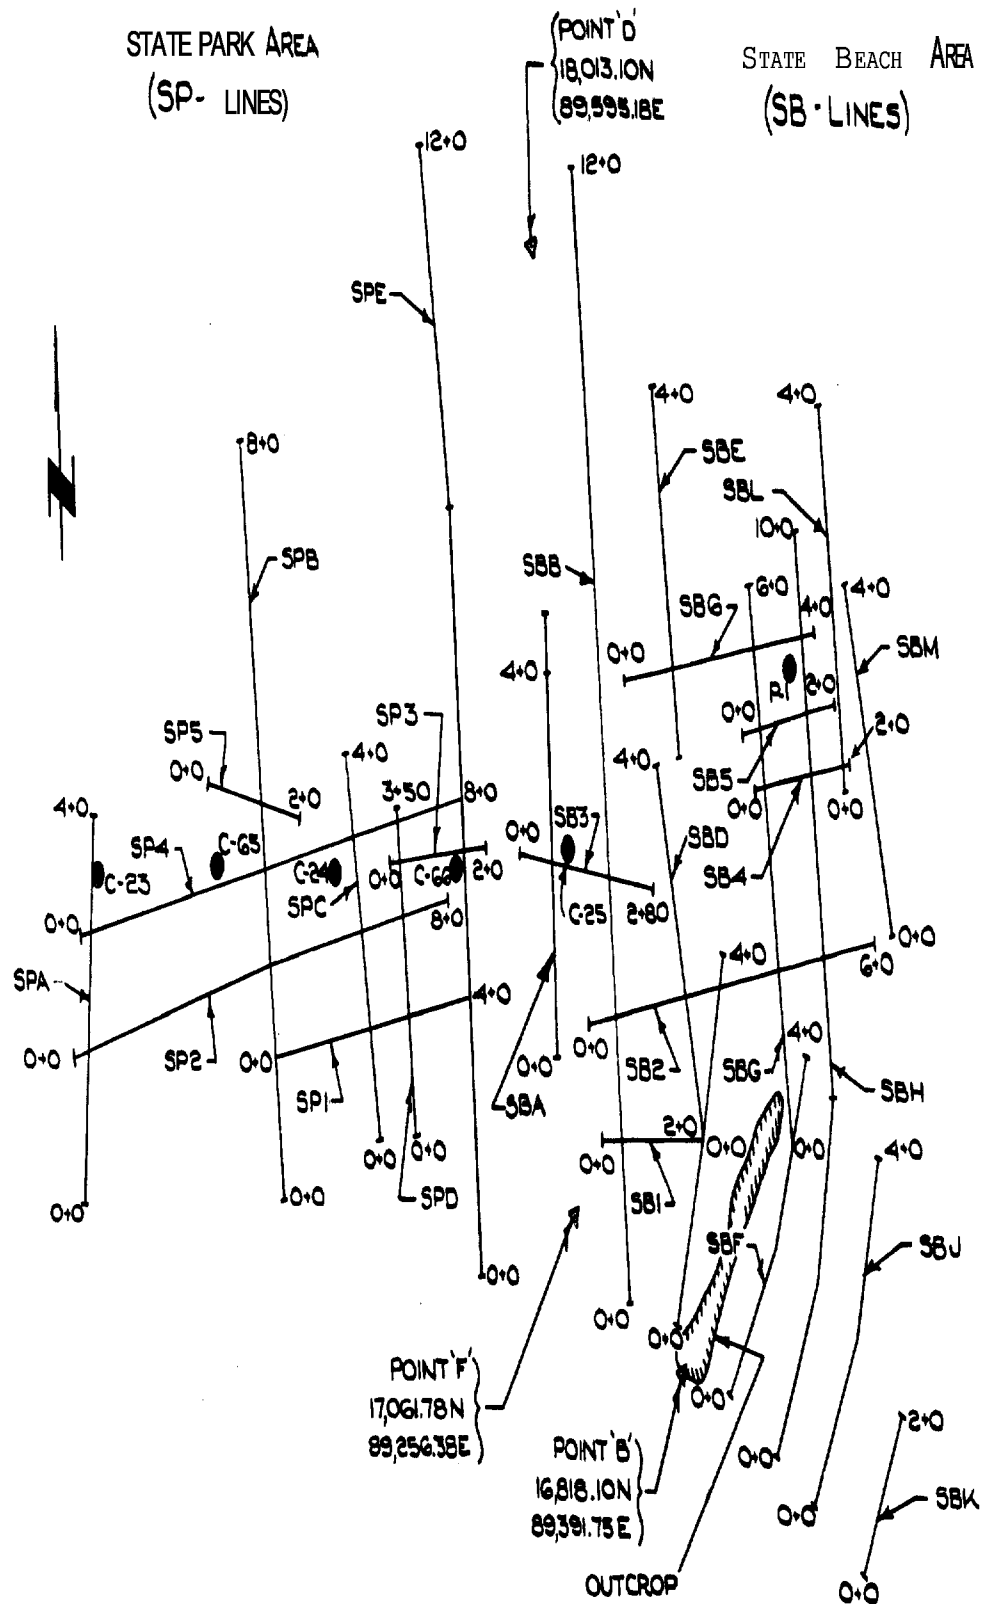 STATE PARK AREA
(SP- LINES)
POINT 'D'
18,013.10N
89,595.18E
STATE BEACH AREA
(SB-LINES)
12+0
12+0
SPE
4+0
4+0
8+0
SBE
SBL
10+0
SPB
SBB
6+0
4+0
4+0
SBG
0+0
SBM
4+0
R1
2+0
0+0
2+0
SP5
SP3
4+0
0+0
4+0
SB5
3+50
8+0
2+0
0+0
0+0
4+0
SB3
SBD
SB4
0+0
SP4
C-65
C-23
C-24
0+0
C-66
2+0
SPC
8+0
C-25
2+80
0+0
0+0
6+0
4+0
SPA
4+0
0+0
SP2
0+0
0+0
0+0
SB2
4+0
SBG
SBH
SP1
SBA
2+0
0+0
0+0
4+0
0+0
0+0
0+0
SPD
SB1
0+0
0+0
SBF
SBJ
0+0
0+0
0+0
POINT 'F'
17,061.78N
89,256.38E
0+0
2+0
POINT 'B'
16,818.10N
89,391.75E
0+0
0+0
SBK
OUTCROP
0+0